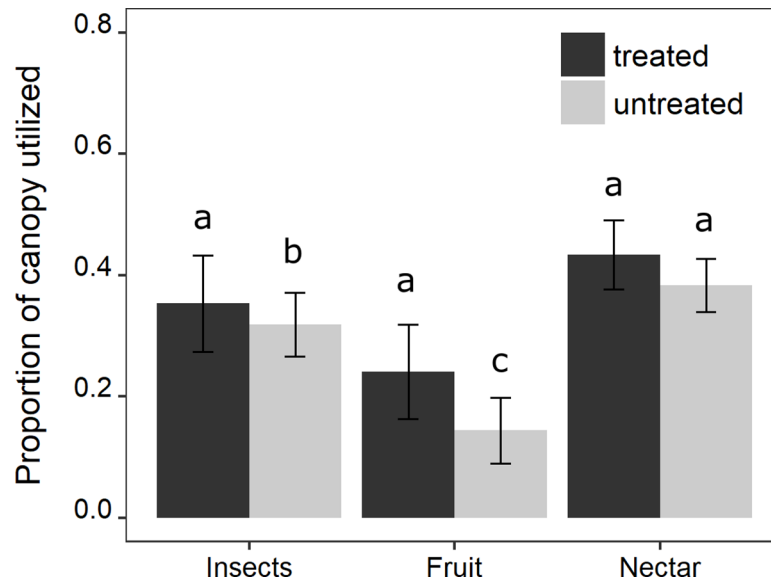 Proportion of canopy utilized
0.8
0.6
0.4
0.2
0.0
treated
untreated
a
b
a
c
a
a
Insects
Fruit
Nectar